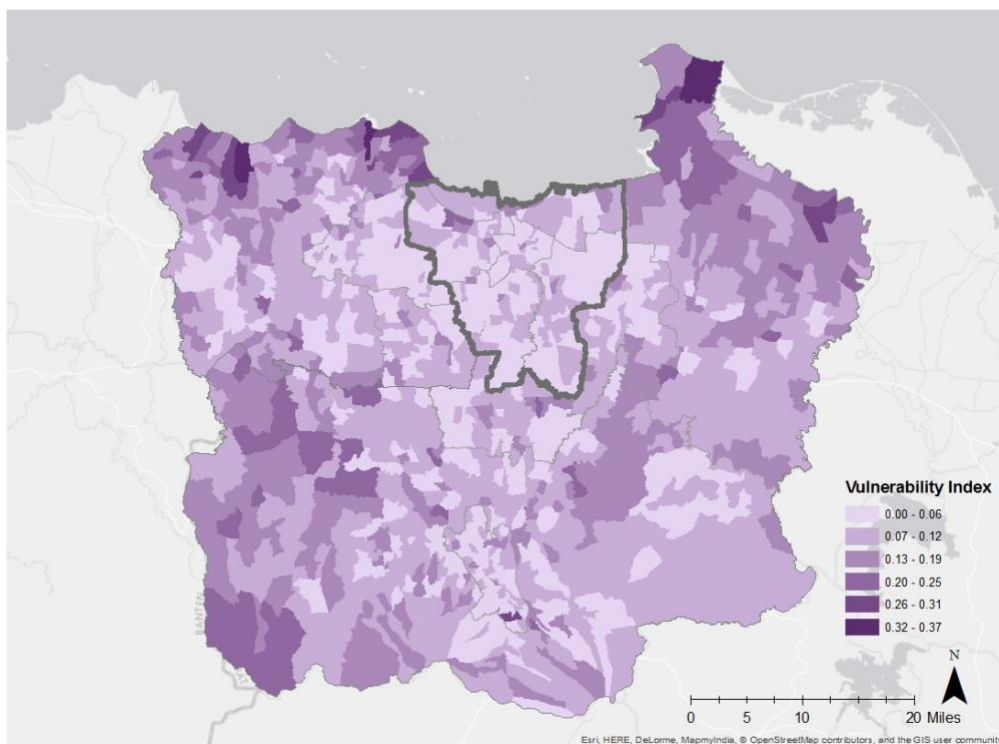 BANTEN
Vulnerability Index
0.00 - 0.06
0.07 - 0.12
0.13 - 0.19
0.20 - 0.25
0.26 - 0.31
0.32 - 0.37
N
0 5 10 20 Miles
Esri, HERE, DeLorme, MapmyIndia, © OpenStreetMap contributors, and the GIS user community